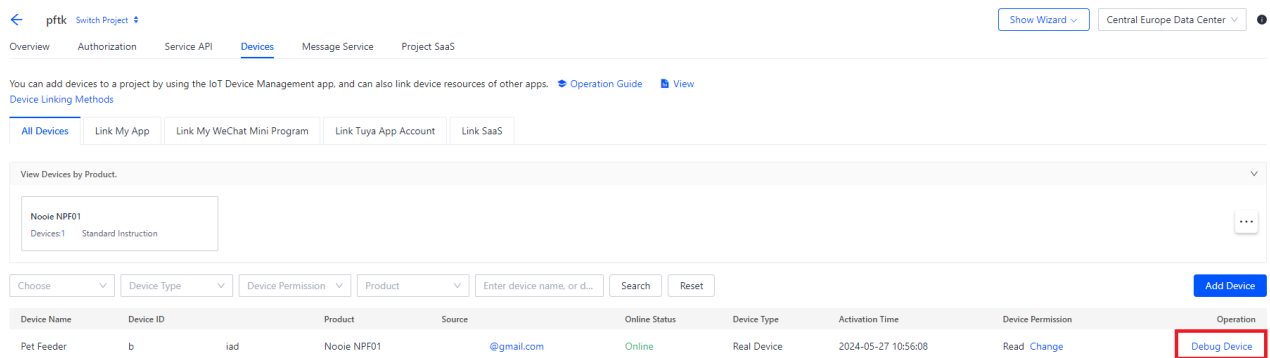 pftk Switch Project Show Wizard Central Europe Data Center
Overview Authorization Service API Devices Message Service Project SaaS
You can add devices to a project by using the IoT Device Management app, and can also link device resources of other apps. Operation Guide View
Device Linking Methods
All Devices Link My App Link My WeChat Mini Program Link Tuya App Account Link SaaS
View Devices by Product.
Nooie NPF01
Devices:1 Standard Instruction
Choose Device Type Device Permission Product Enter device name, or d... Search Reset Add Device
Device Name Device ID Product Source Online Status Device Type Activation Time Device Permission Operation
Pet Feeder b iad Nooie NPF01 @gmail.com Online Real Device 2024-05-27 10:56:08 Read Change Debug Device